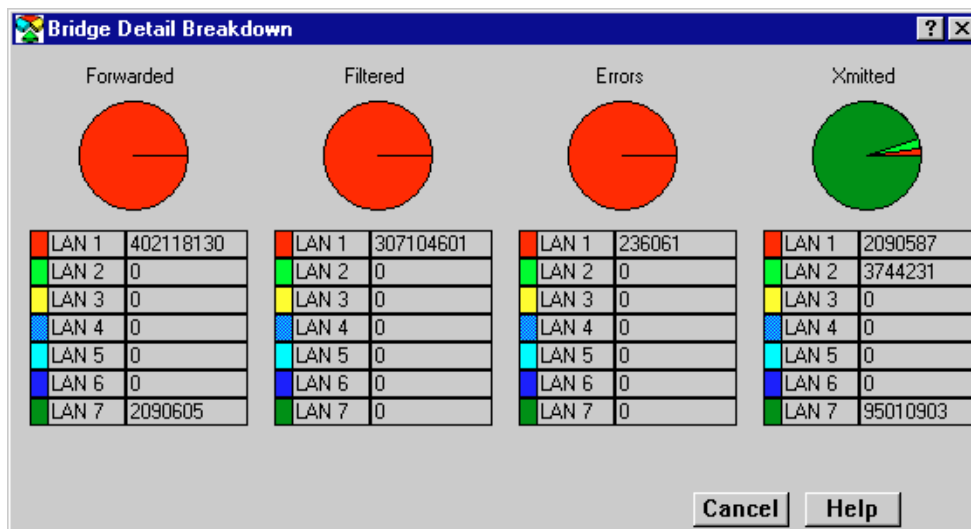 Bridge Detail Breakdown ? X
Forwarded Filtered Errors Xmitted
LAN 1 402118130 LAN 1 307104601 LAN 1 236061 LAN 1 2090587
LAN 2 0 LAN 2 0 LAN 2 0 LAN 2 3744231
LAN 3 0 LAN 3 0 LAN 3 0 LAN 3 0
LAN 4 0 LAN 4 0 LAN 4 0 LAN 4 0
LAN 5 0 LAN 5 0 LAN 5 0 LAN 5 0
LAN 6 0 LAN 6 0 LAN 6 0 LAN 6 0
LAN 7 2090605 LAN 7 0 LAN 7 0 LAN 7 95010903
Cancel Help